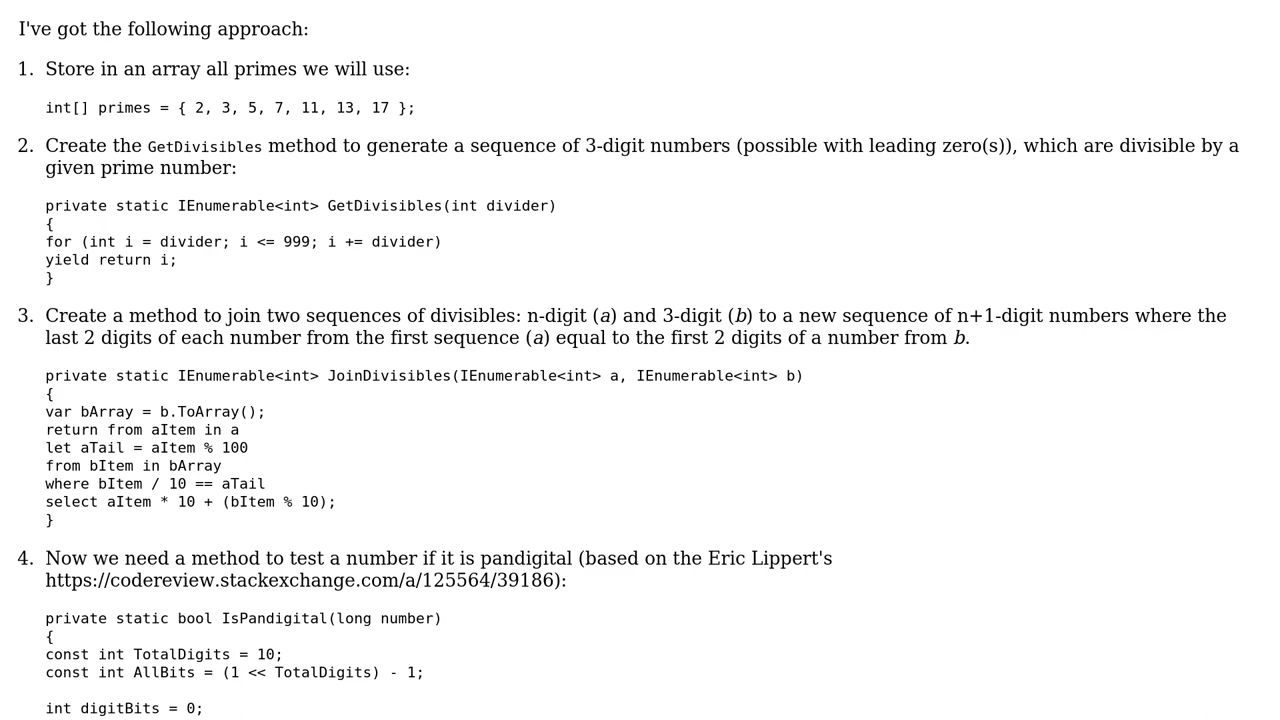 I've got the following approach:
1. Store in an array all primes we will use:
int[] primes = { 2, 3, 5, 7, 11, 13, 17 };
2. Create the GetDivisibles method to generate a sequence of 3-digit numbers (possible with leading zero(s)), which are divisible by a
given prime number:
private static IEnumerable<int> GetDivisibles(int divider)
{
for (int i = divider; i <= 999; i += divider)
yield return i;
}
3. Create a method to join two sequences of divisibles: n-digit (a) and 3-digit (b) to a new sequence of n+1-digit numbers where the
last 2 digits of each number from the first sequence (a) equal to the first 2 digits of a number from b.
private static IEnumerable<int> JoinDivisibles(IEnumerable<int> a, IEnumerable<int> b)
{
var bArray = b.ToArray();
return from aItem in a
let aTail = aItem % 100
from bItem in bArray
where bItem / 10 == aTail
select aItem * 10 + (bItem % 10);
}
4. Now we need a method to test a number if it is pandigital (based on the Eric Lippert's
https://codereview.stackexchange.com/a/125564/39186):
private static bool IsPandigital(long number)
{
const int TotalDigits = 10;
const int AllBits = (1 << TotalDigits) - 1;
int digitBits = 0;